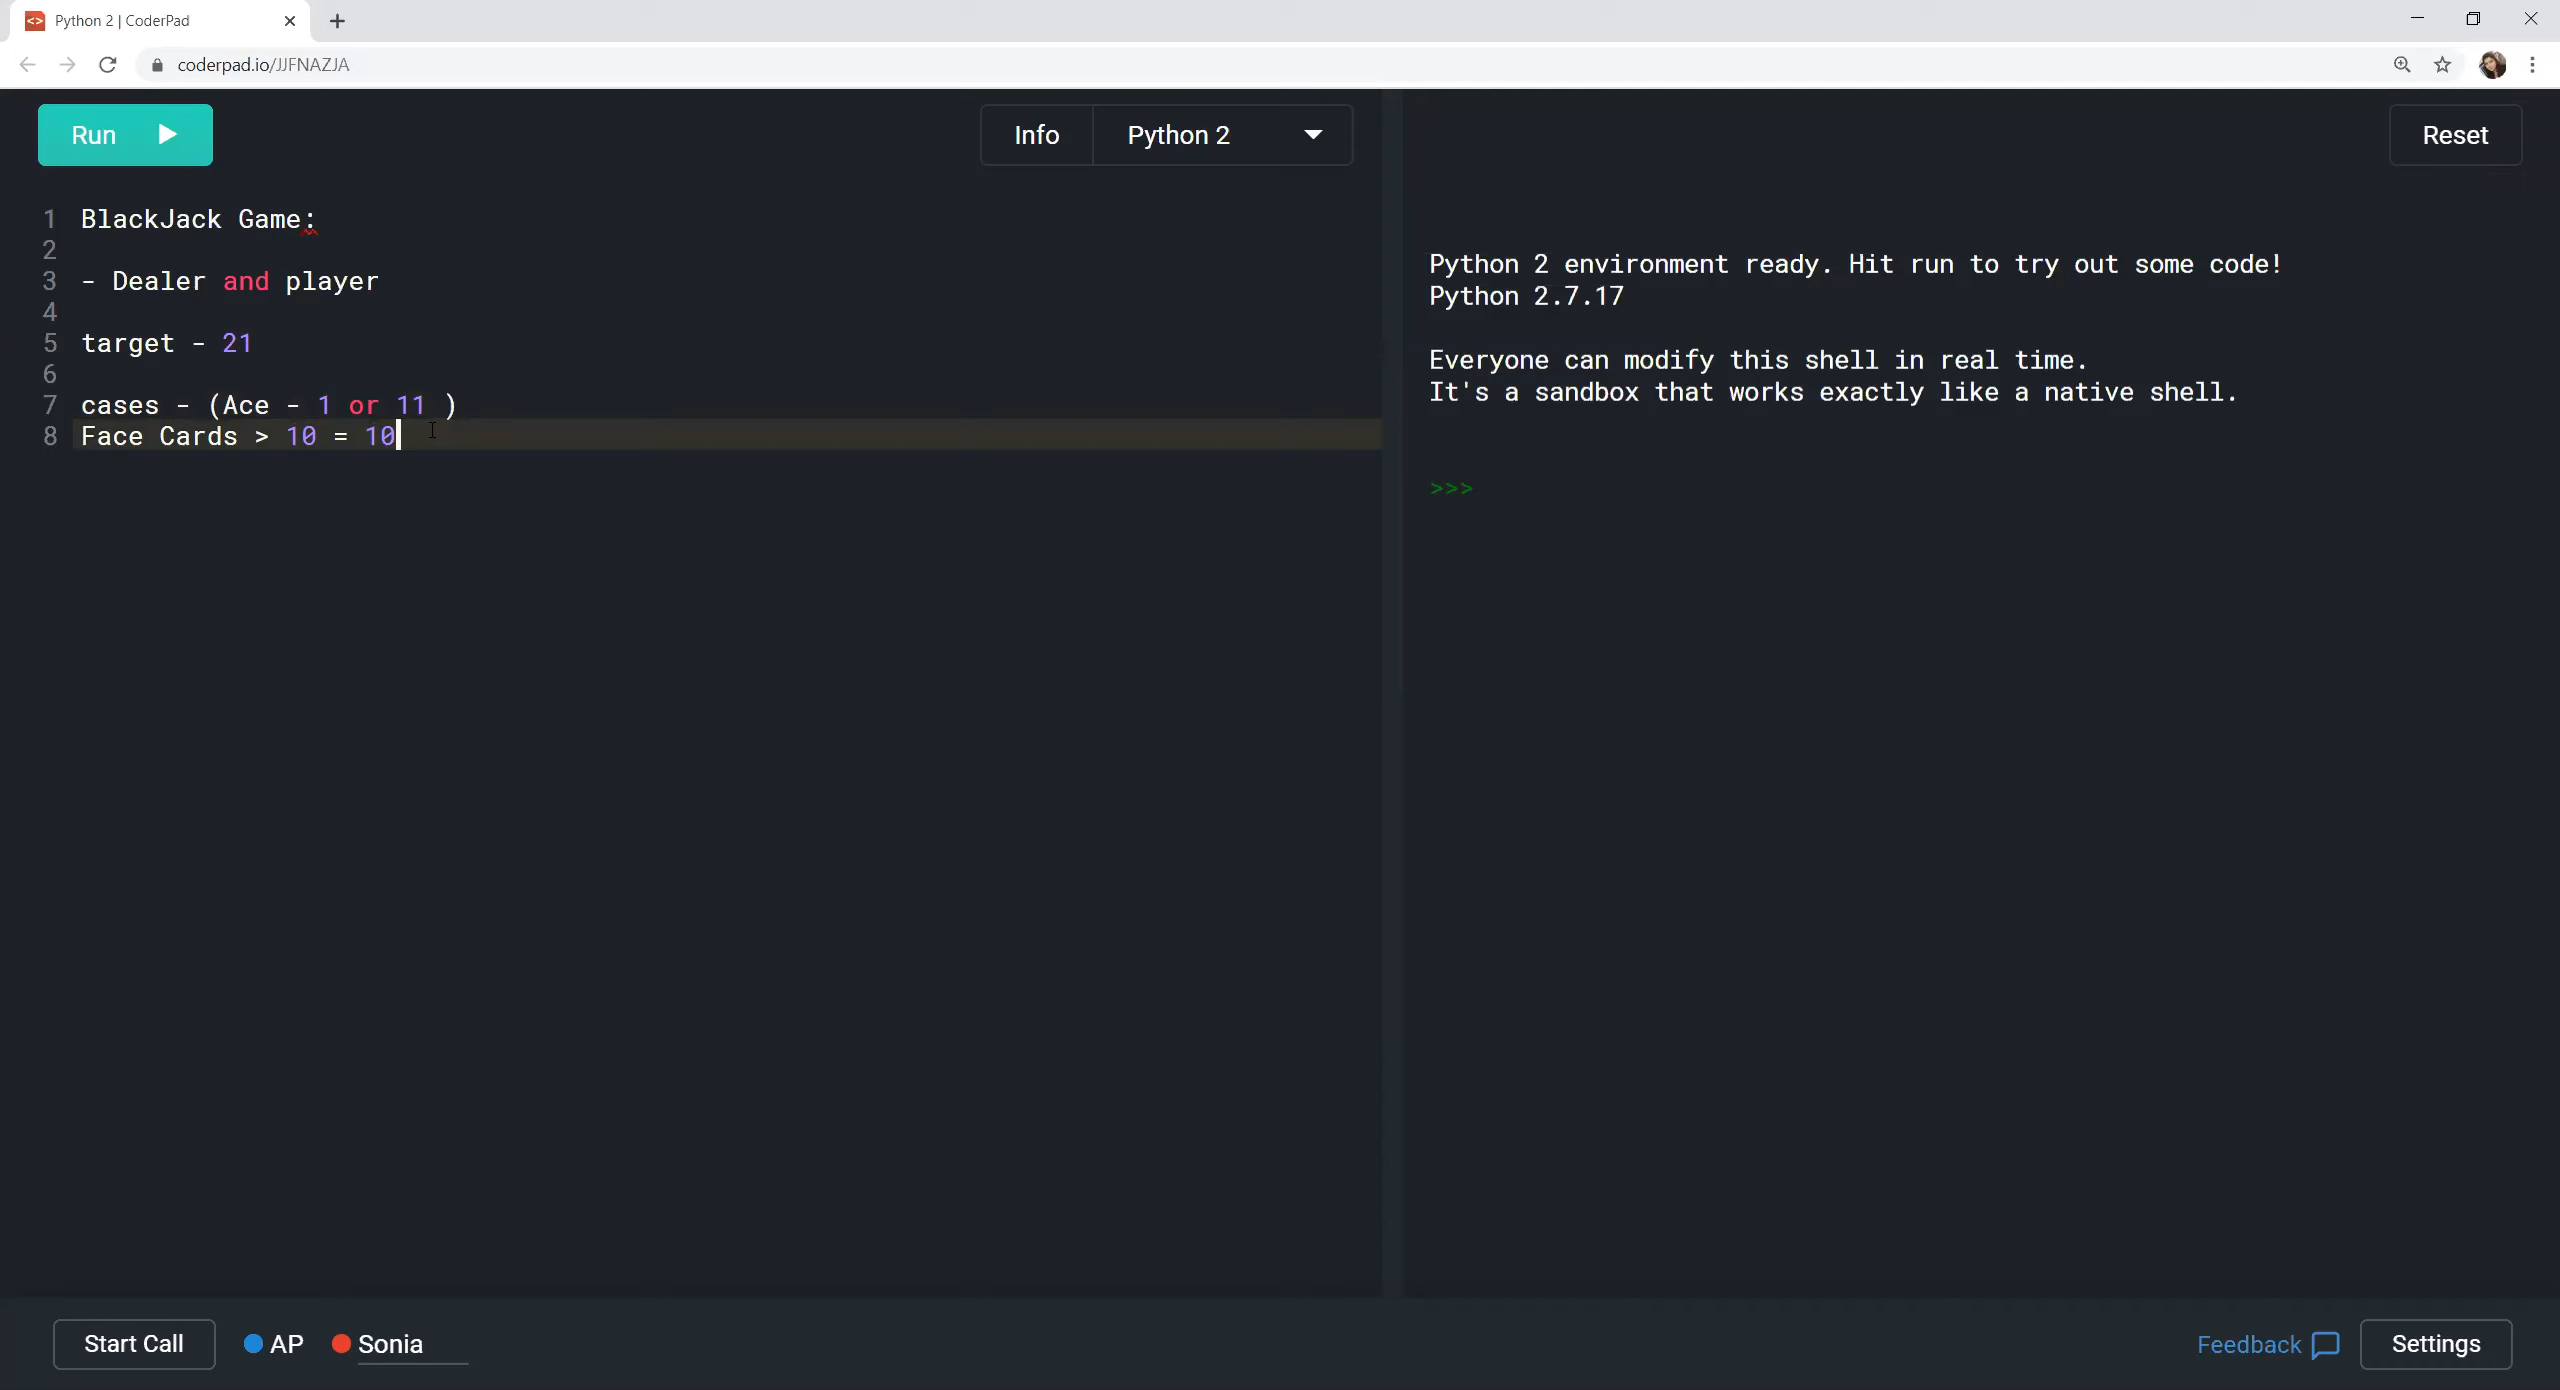 Python 2 | CoderPad
coderpad.io/JJFNAZJA
Run
Info
Python 2
Reset
1 BlackJack Game:
2
3 - Dealer and player
4
5 target - 21
6
7 cases - (Ace - 1 or 11 )
8 Face Cards > 10 = 10
Python 2 environment ready. Hit run to try out some code!
Python 2.7.17
Everyone can modify this shell in real time.
It's a sandbox that works exactly like a native shell.
>>>
Start Call
AP
Sonia
Feedback
Settings